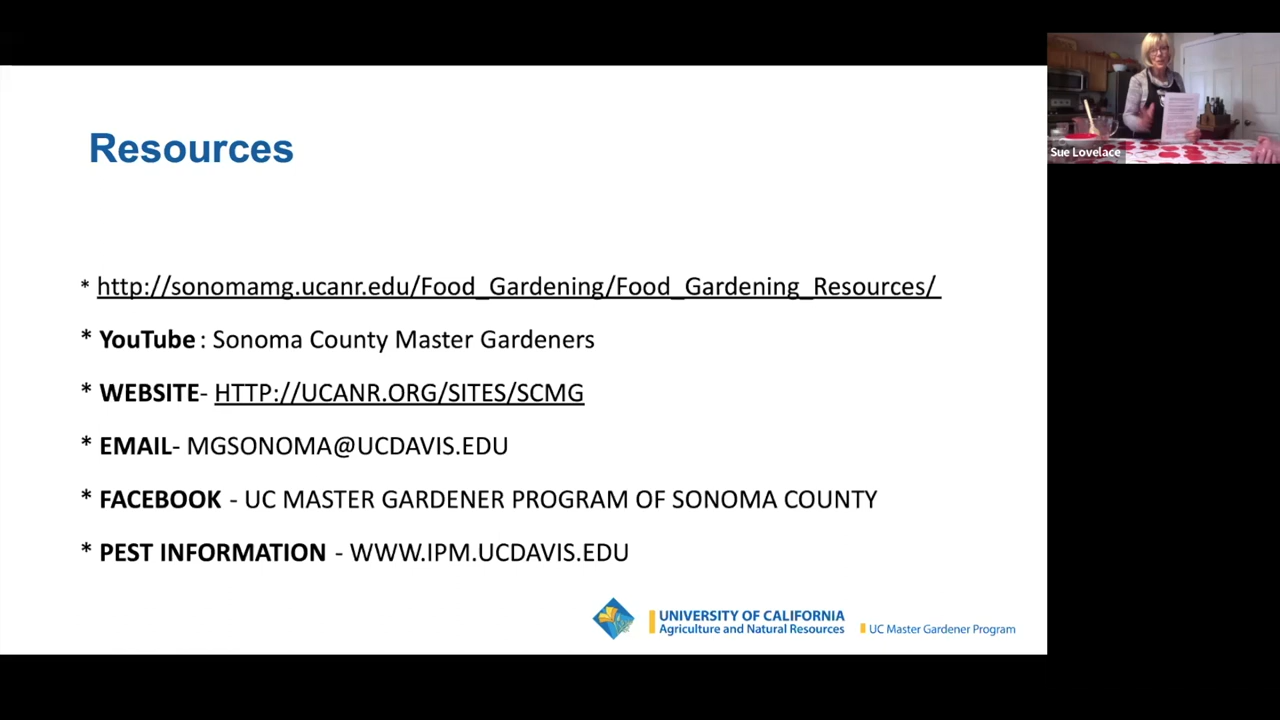 Resources
* http://sonomamg.ucanr.edu/Food_Gardening/Food_Gardening_Resources/
* YouTube : Sonoma County Master Gardeners
* WEBSITE- HTTP://UCANR.ORG/SITES/SCMG
* EMAIL- MGSONOMA@UCDAVIS.EDU
* FACEBOOK - UC MASTER GARDENER PROGRAM OF SONOMA COUNTY
* PEST INFORMATION - WWW.IPM.UCDAVIS.EDU
UNIVERSITY OF CALIFORNIA
Agriculture and Natural Resources
UC Master Gardener Program
Sue Lovelace